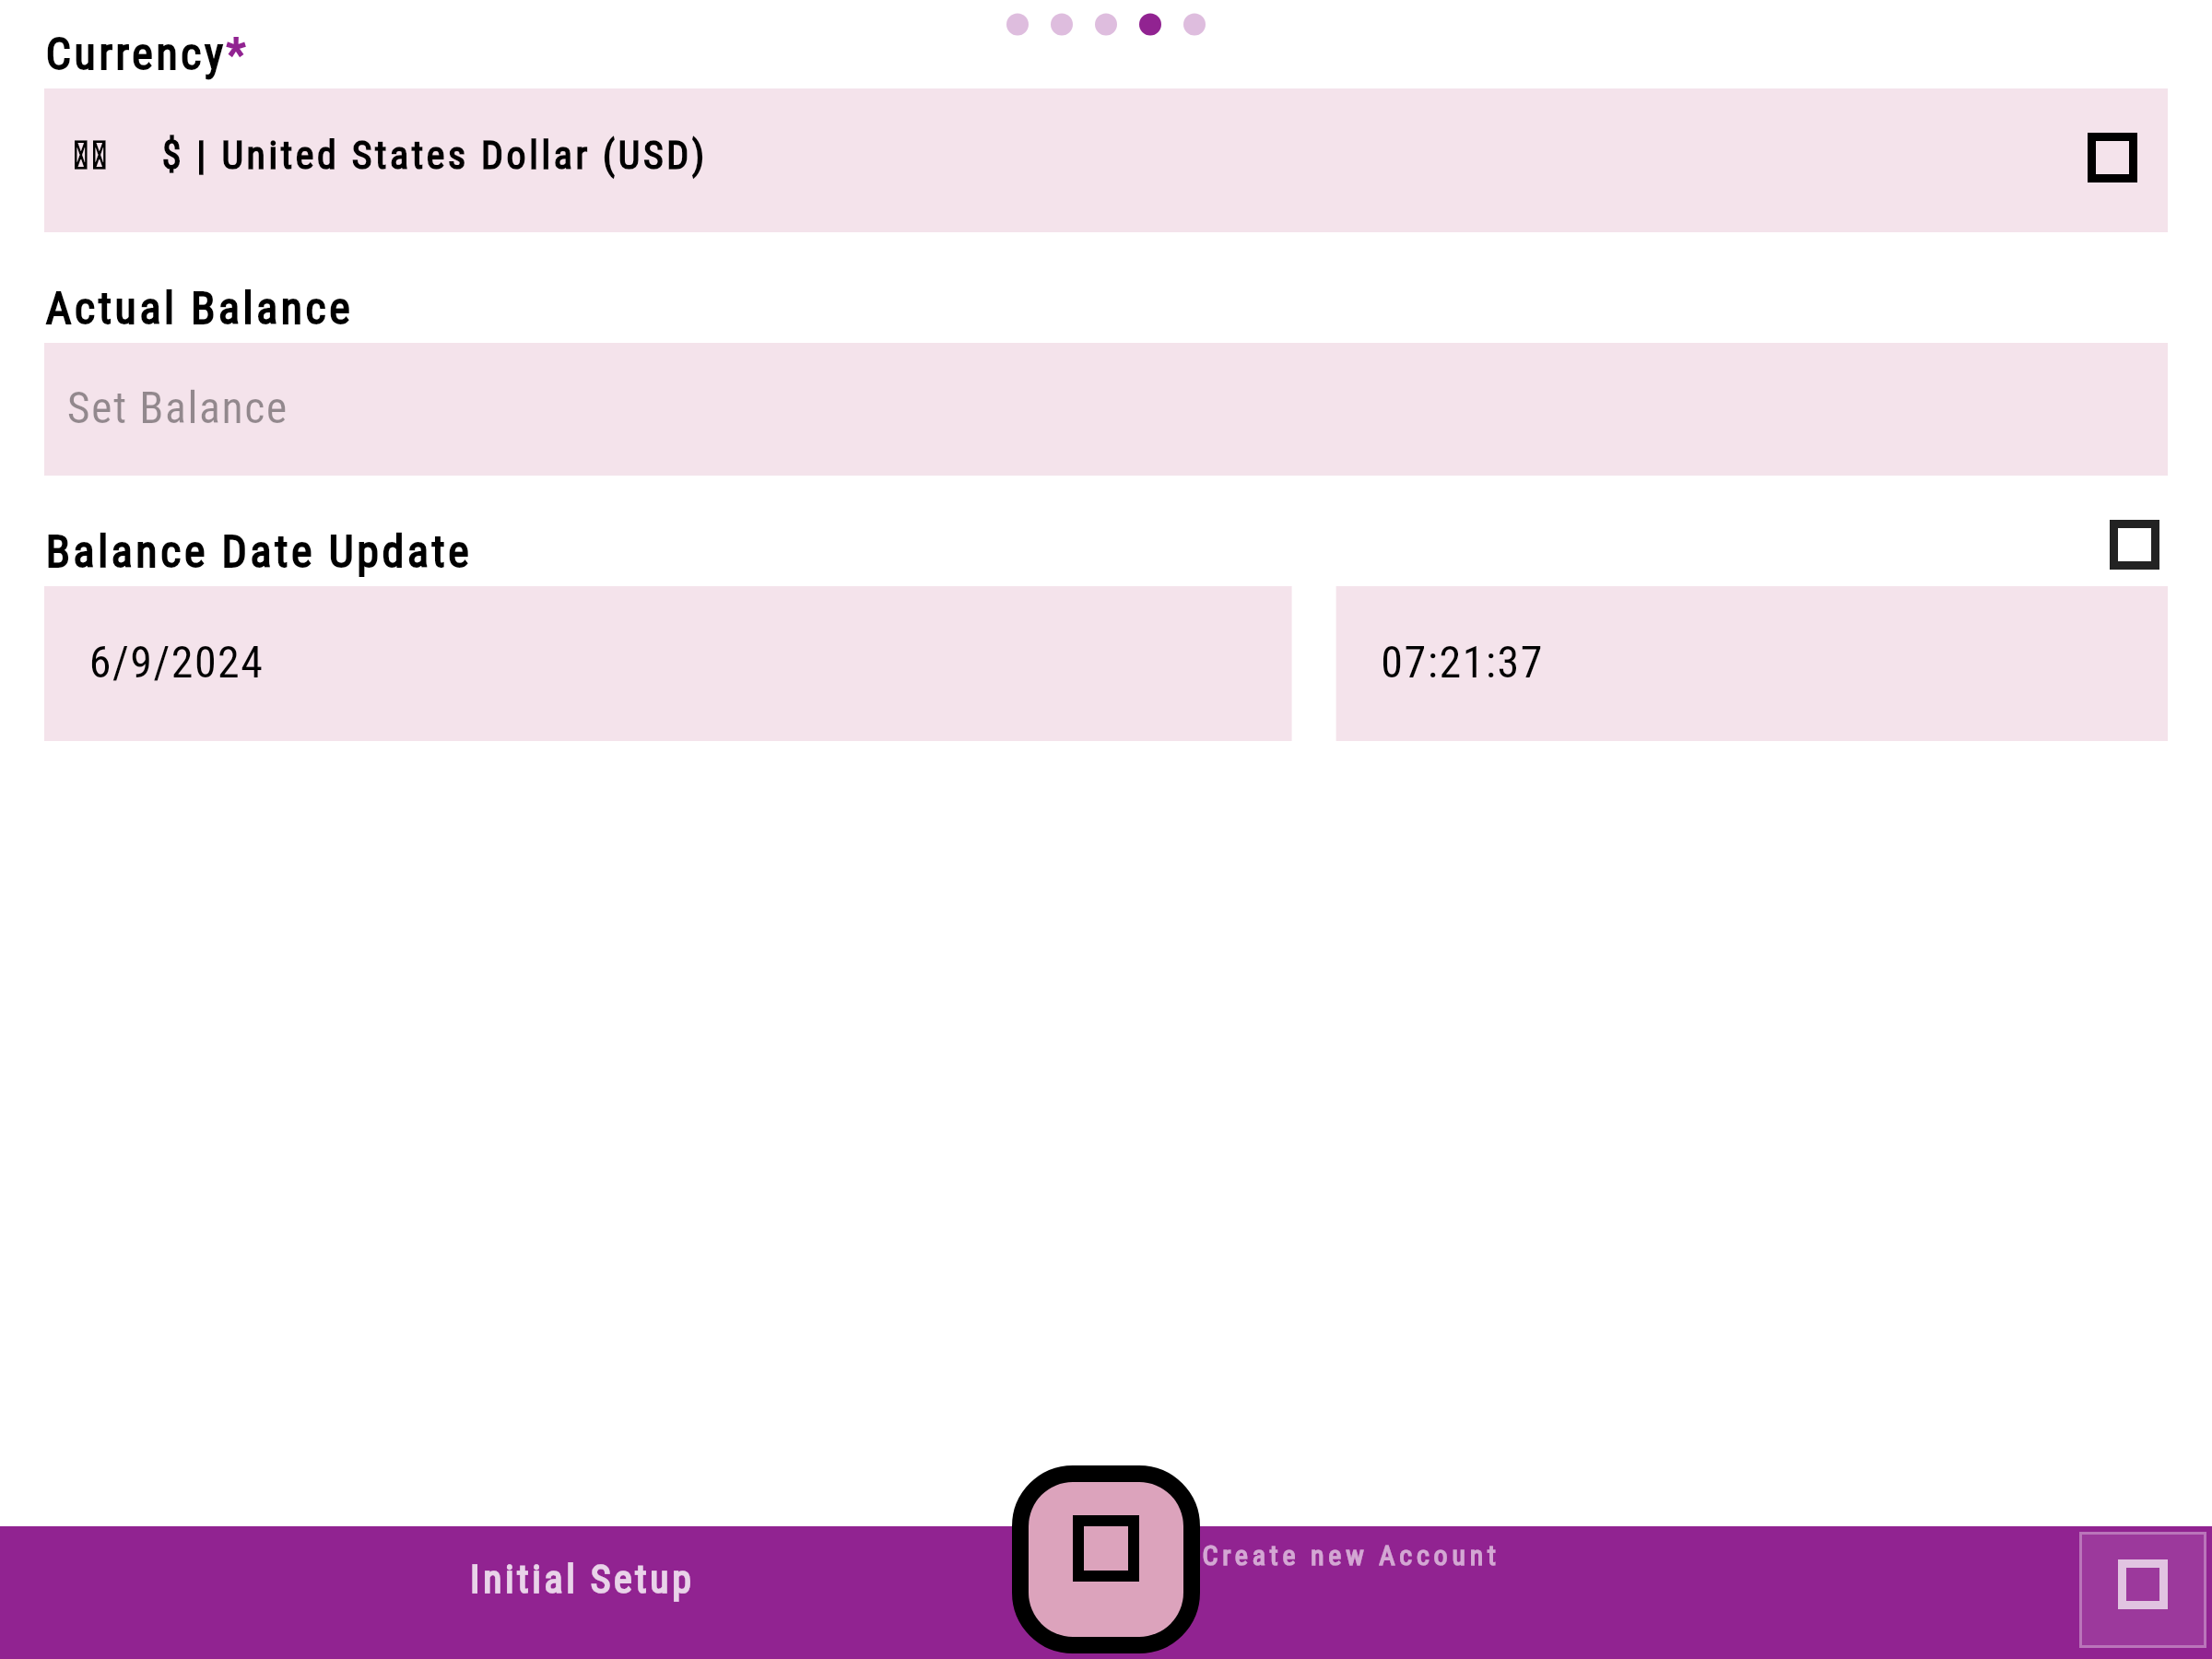 Currency*
$ | United States Dollar (USD)
Actual Balance
Set Balance
Balance Date Update
6/9/2024 07:21:37
Initial Setup
Create new Account